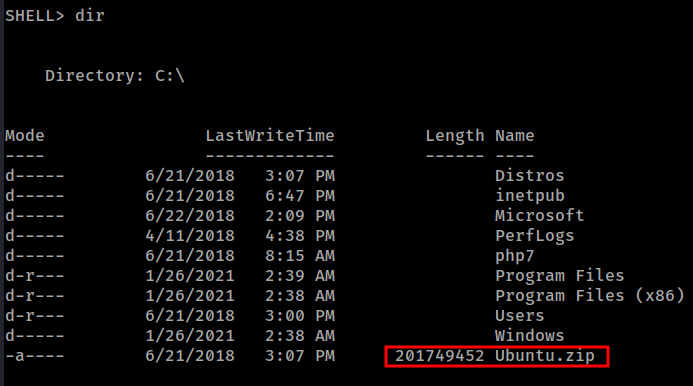 SHELL> dir
Directory: C:\
Mode LastWriteTime Length Name
---- ------------- ------ ----
d----- 6/21/2018 3:07 PM Distros
d----- 6/21/2018 6:47 PM inetpub
d----- 6/22/2018 2:09 PM Microsoft
d----- 4/11/2018 4:38 PM PerfLogs
d----- 6/21/2018 8:15 AM php7
d-r--- 1/26/2021 2:39 AM Program Files
d-r--- 1/26/2021 2:38 AM Program Files (x86)
d-r--- 6/21/2018 3:00 PM Users
d----- 1/26/2021 2:38 AM Windows
-a---- 6/21/2018 3:07 PM 201749452 Ubuntu.zip